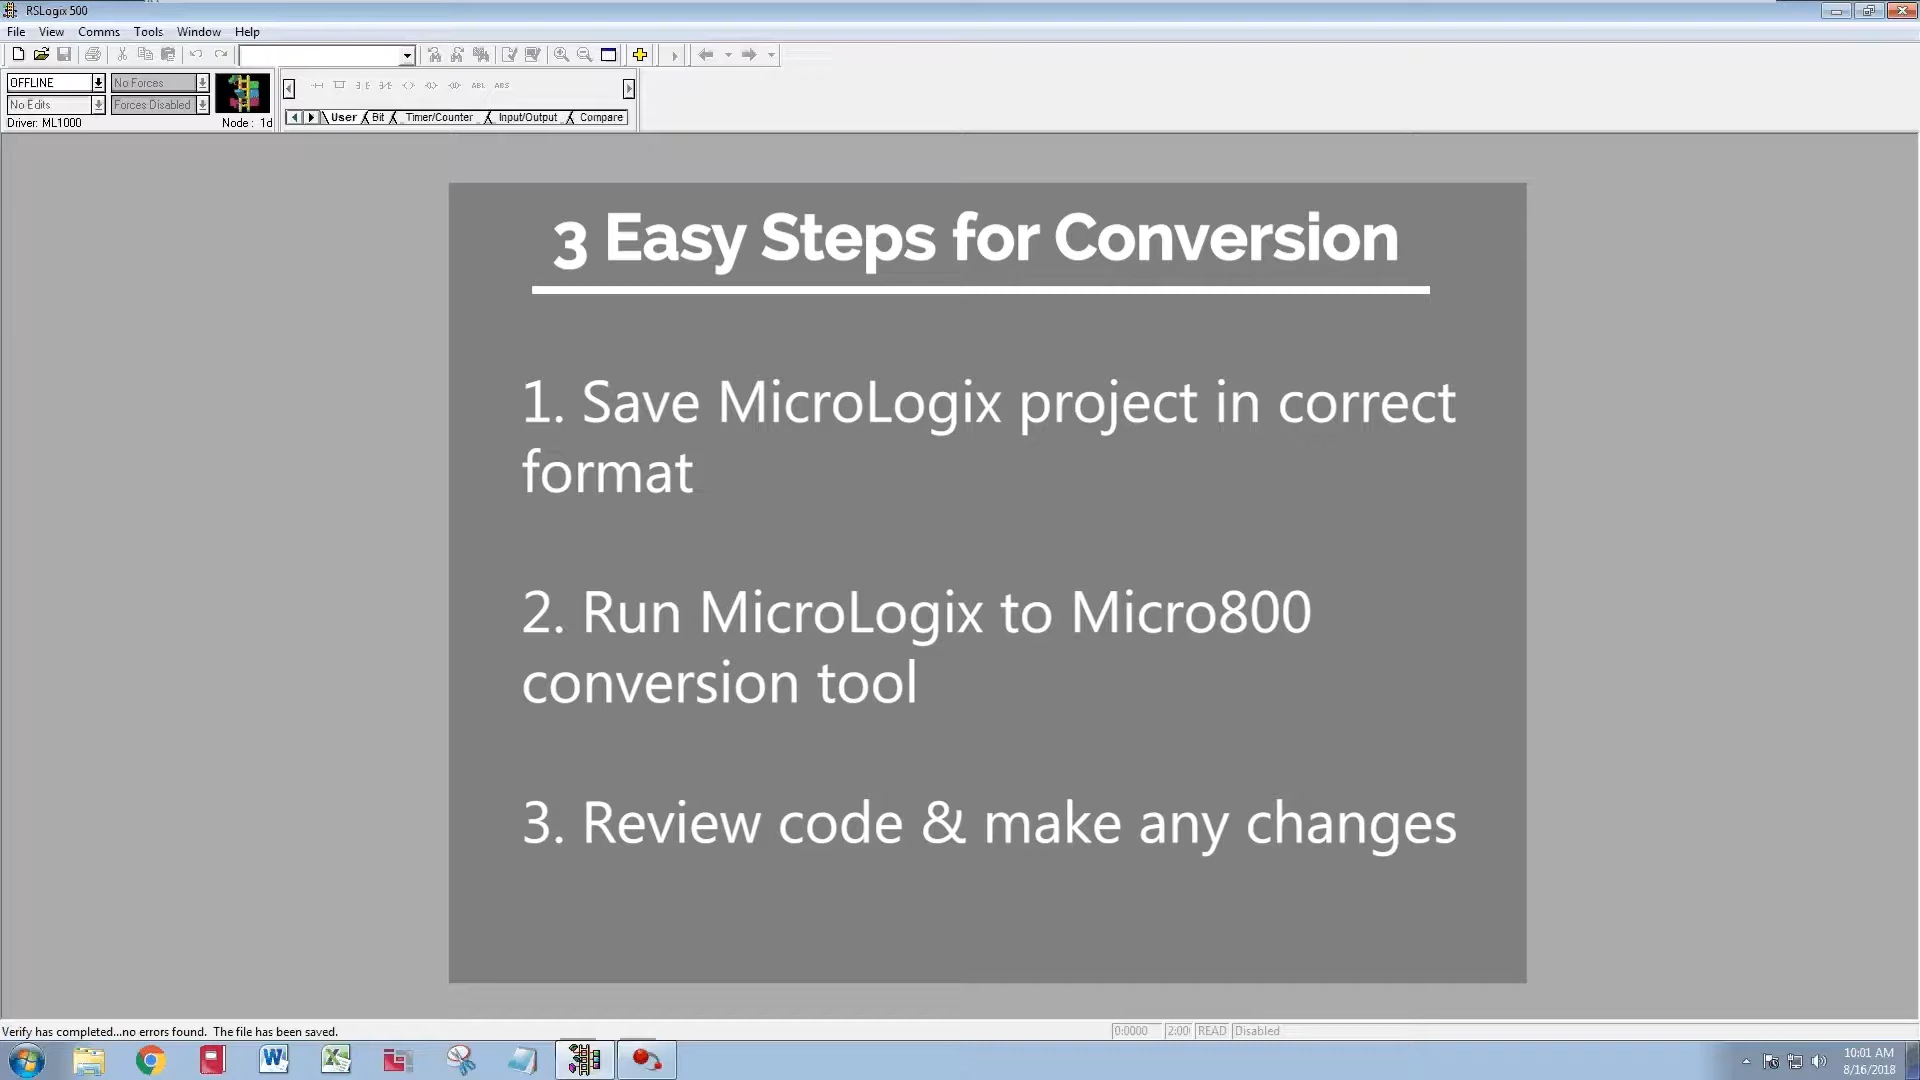 RSLogix 500
File View Comms Tools Window Help
OFFLINE No Forces
No Edits Forces Disabled
Driver: ML1000 Node : 1d
ABL ABS
User Bit Timer/Counter Input/Output Compare
3 Easy Steps for Conversion
1. Save MicroLogix project in correct
format
2. Run MicroLogix to Micro800
conversion tool
3. Review code & make any changes
Verify has completed...no errors found. The file has been saved.
0:0000 2:00 READ Disabled
10:01 AM
8/16/2018